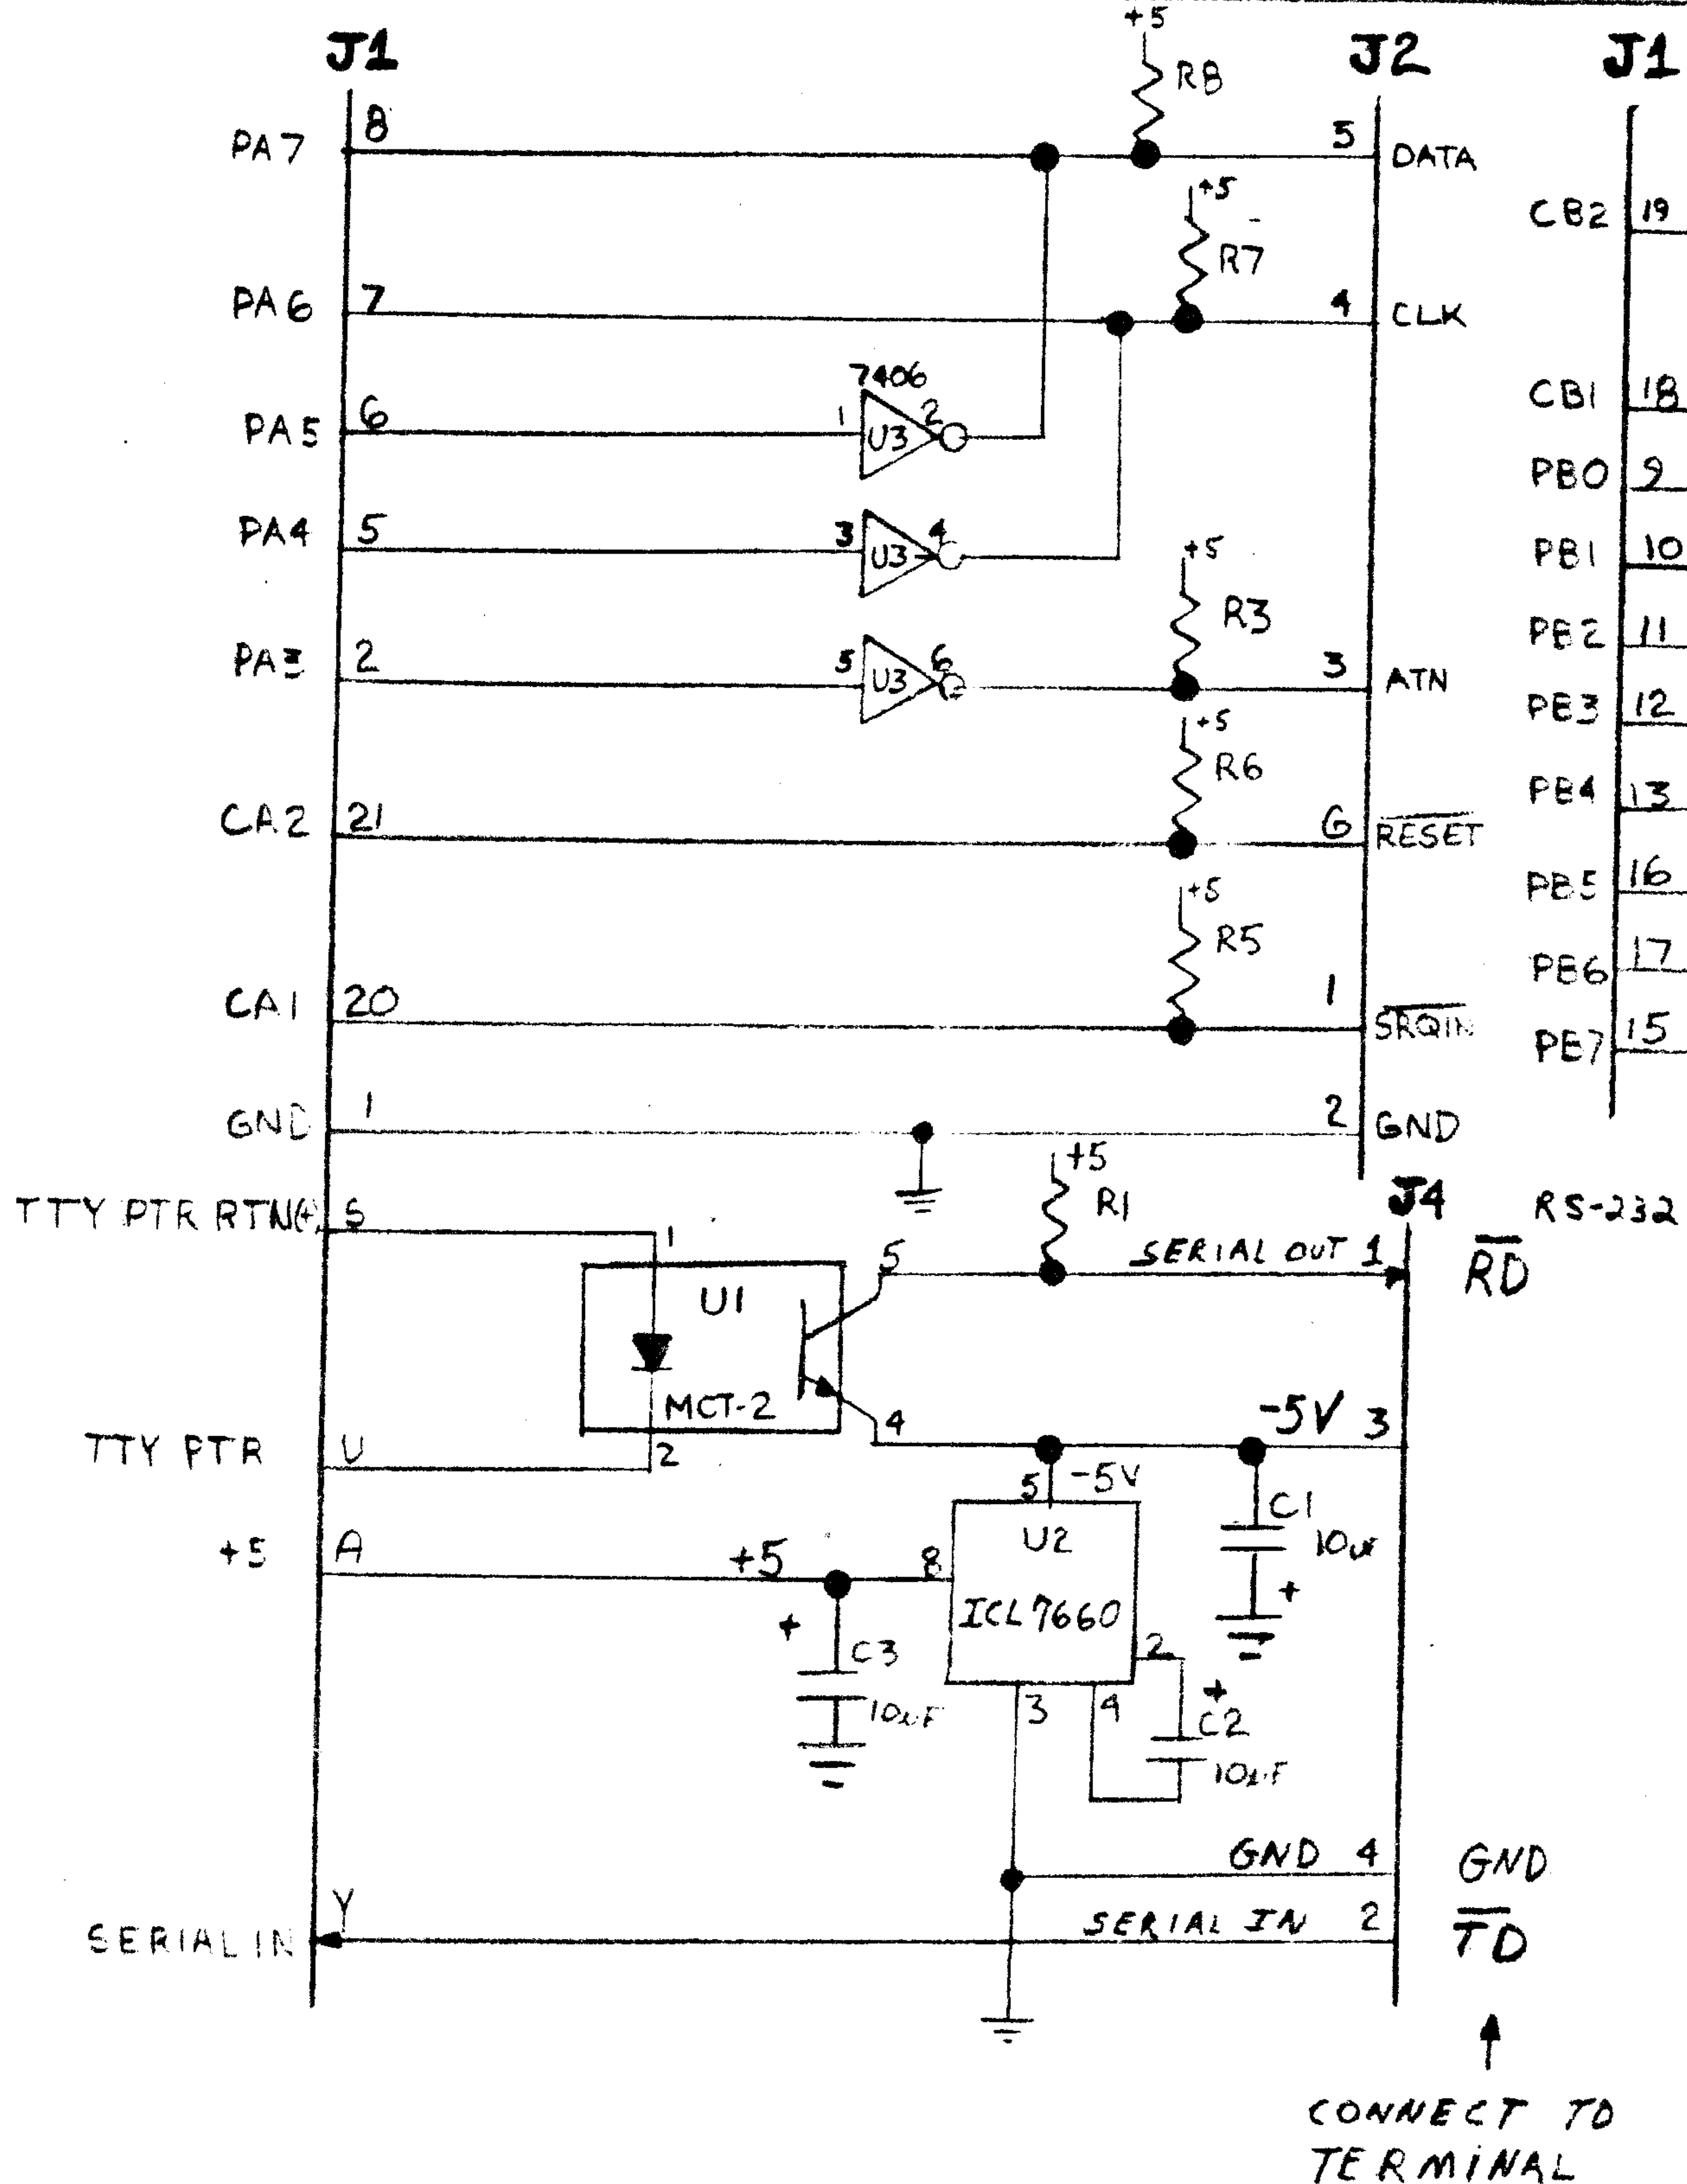 +5
J1
J2
J1
R8
PA7 8
5 DATA
+5
R7
CB2 19
PA6 7
4 CLK
7406
PA5 6
1 U3 2
CB1 18
PB0 9
PA4 5
3 U3 4
+5
PB1 10
R3
PB2 11
PA3 2
5 U3 6
3 ATN
PB3 12
+5
R6
PB4 13
CA2 21
6 RESET
+5
R5
PB5 16
PB6 17
CA1 20
1 SRQIN
PB7 15
GND 1
2 GND
+5
R1
J4 RS-232
TTY PTR RTN(+) S
1
5 SERIAL OUT 1 RD
U1
MCT-2
4 -5V 3
TTY PTR U
2
5 -5V
C1
10uF
+
U2
+5 A
+5 8
ICL7660
+
C3
10uF
2
3 4
+
C2
10uF
GND 4 GND
Y
SERIAL IN
SERIAL IN 2 TD
CONNECT TO
TERMINAL